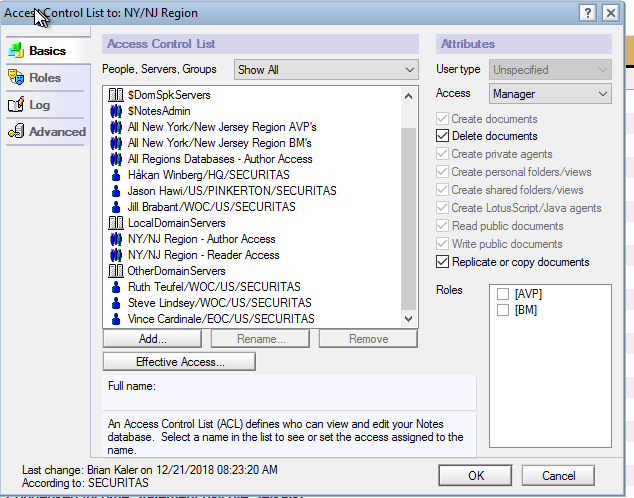 Access Control List to: NY/NJ Region
?
Basics
Roles
Log
Advanced
Access Control List
People, Servers, Groups
Show All
$DomSpkServers
$NotesAdmin
All New York/New Jersey Region AVP's
All New York/New Jersey Region BM's
All Regions Databases - Author Access
Håkan Winberg/HQ/SECURITAS
Jason Hawi/US/PINKERTON/SECURITAS
Jill Brabant/WOC/US/SECURITAS
LocalDomainServers
NY/NJ Region - Author Access
NY/NJ Region - Reader Access
OtherDomainServers
Ruth Teufel/WOC/US/SECURITAS
Steve Lindsey/WOC/US/SECURITAS
Vince Cardinale/EOC/US/SECURITAS
Add...
Rename...
Remove
Effective Access...
Full name:
An Access Control List (ACL) defines who can view and edit your Notes
database. Select a name in the list to see or set the access assigned to the
name.
Attributes
User type
Unspecified
Access
Manager
Create documents
Delete documents
Create private agents
Create personal folders/views
Create shared folders/views
Create LotusScript/Java agents
Read public documents
Write public documents
Replicate or copy documents
Roles
[AVP]
[BM]
Last change: Brian Kaler on 12/21/2018 08:23:20 AM
According to: SECURITAS
OK
Cancel